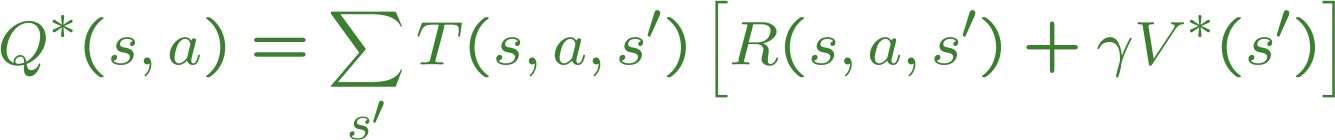 Q*(s, a) = ∑_{s′} T(s, a, s′) [R(s, a, s′) + γV*(s′)]